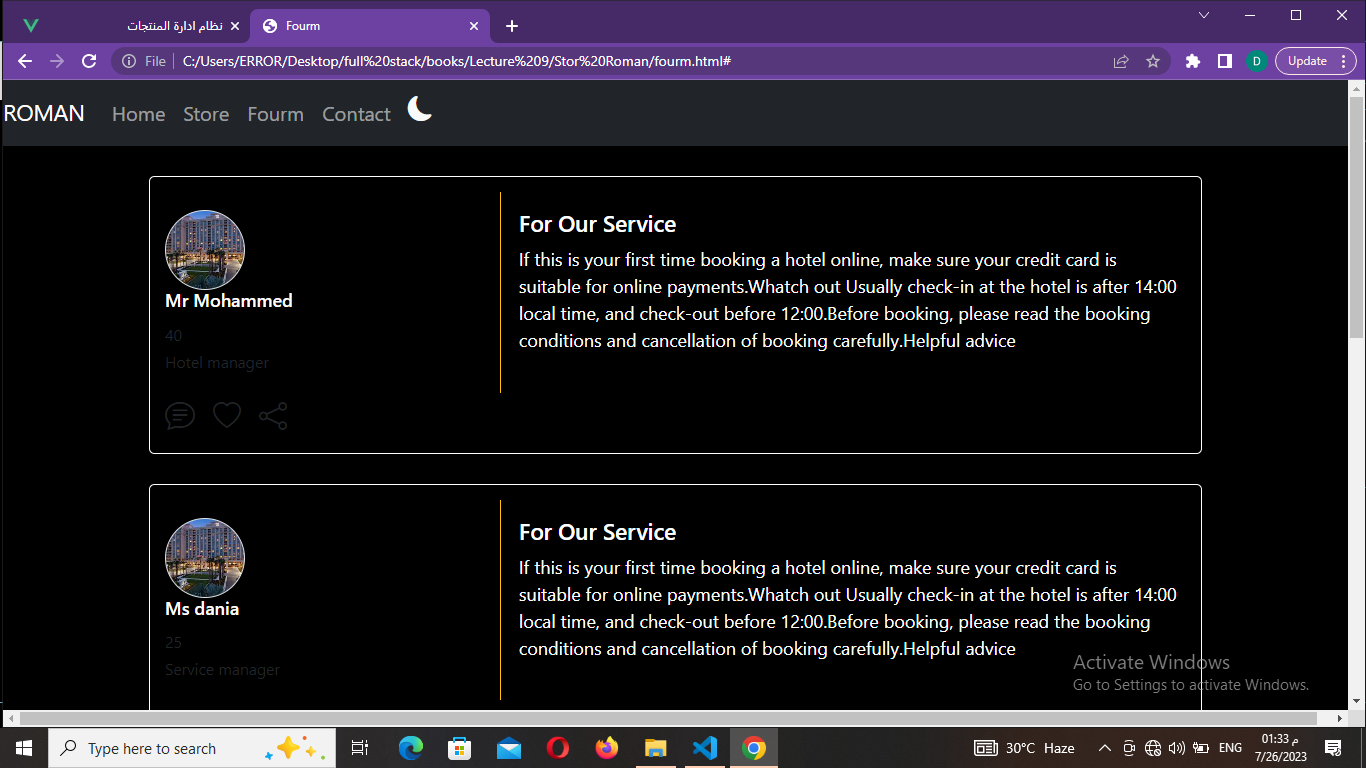 نظام ادارة المنتجات
Fourm
File
C:/Users/ERROR/Desktop/full%20stack/books/Lecture%209/Stor%20Roman/fourm.html#
D
Update
ROMAN Home Store Fourm Contact
Mr Mohammed
40
Hotel manager
For Our Service
If this is your first time booking a hotel online, make sure your credit card is
suitable for online payments.Whatch out Usually check-in at the hotel is after 14:00
local time, and check-out before 12:00.Before booking, please read the booking
conditions and cancellation of booking carefully.Helpful advice
Ms dania
25
Service manager
For Our Service
If this is your first time booking a hotel online, make sure your credit card is
suitable for online payments.Whatch out Usually check-in at the hotel is after 14:00
local time, and check-out before 12:00.Before booking, please read the booking
conditions and cancellation of booking carefully.Helpful advice
Activate Windows
Go to Settings to activate Windows.
Type here to search
30°C Haze
ENG
01:33 م
7/26/2023